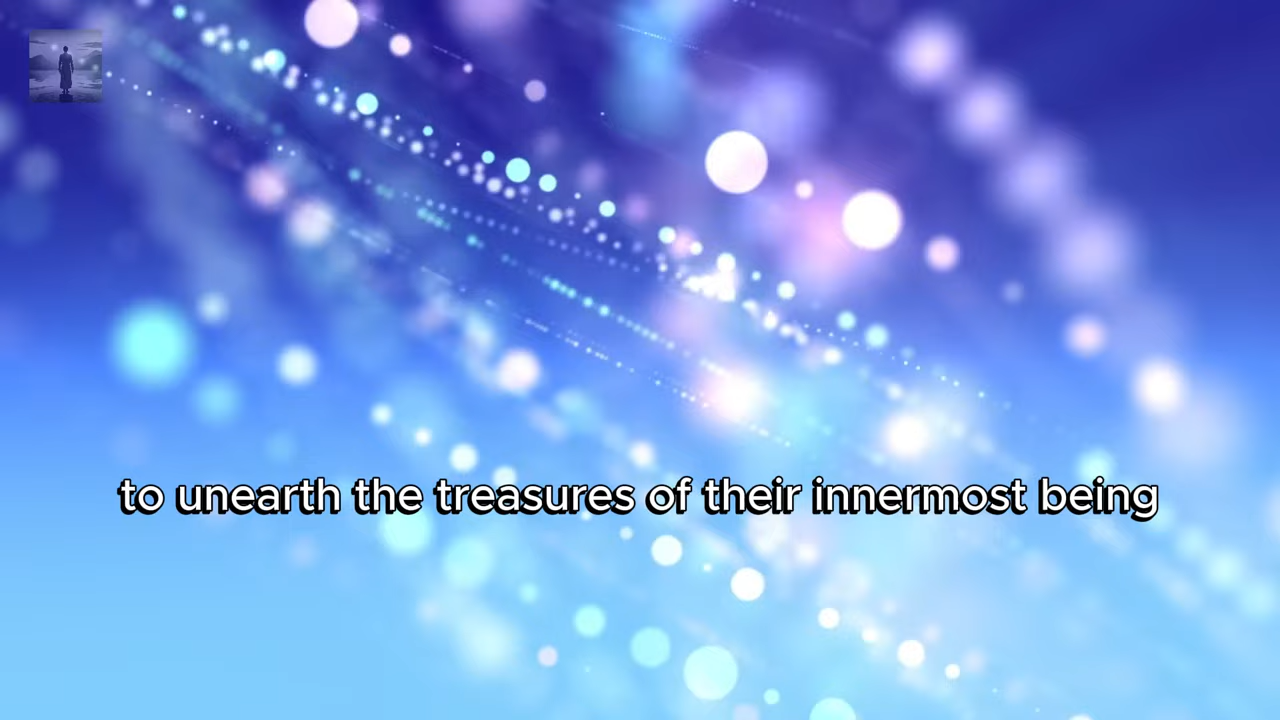 to unearth the treasures of their innermost being